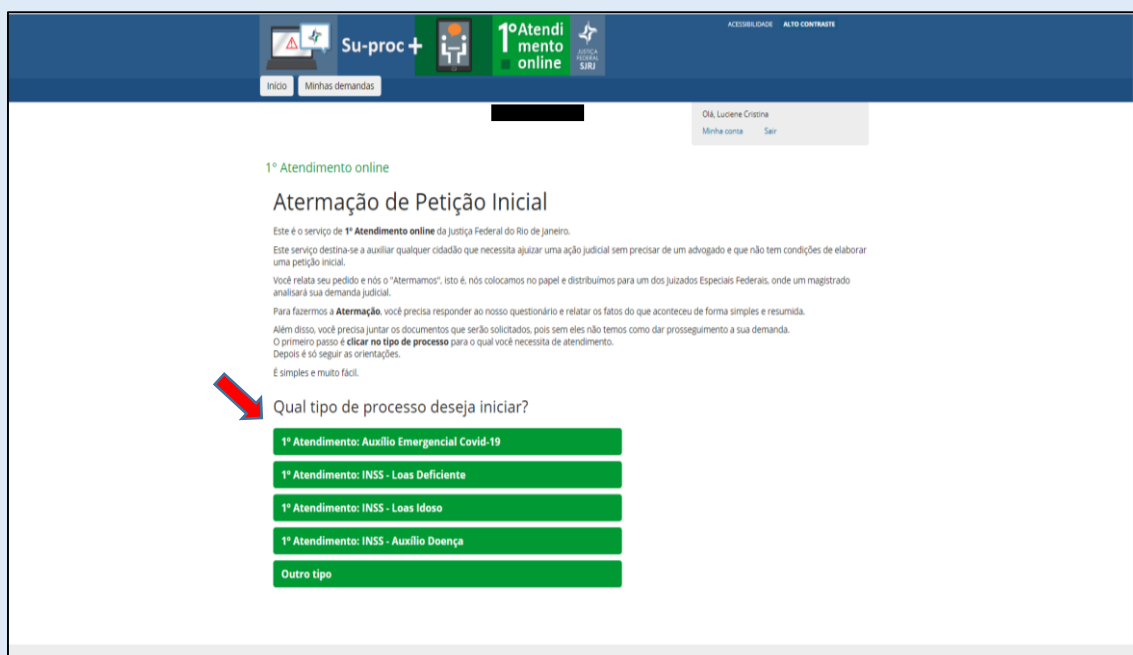 Su-proc +
1º Atendi
mento
online
JUSTIÇA
FEDERAL
SJRJ
ACESSIBILIDADE ALTO CONTRASTE
Início Minhas demandas
Olá, Luciene Cristina
Minha conta Sair
1º Atendimento online
Atermação de Petição Inicial
Este é o serviço de 1º Atendimento online da Justiça Federal do Rio de Janeiro.
Este serviço destina-se a auxiliar qualquer cidadão que necessita ajuizar uma ação judicial sem precisar de um advogado e que não tem condições de elaborar
uma petição inicial.
Você relata seu pedido e nós o "Atermamos", isto é, nós colocamos no papel e distribuímos para um dos Juizados Especiais Federais, onde um magistrado
analisará sua demanda judicial.
Para fazermos a Atermação, você precisa responder ao nosso questionário e relatar os fatos do que aconteceu de forma simples e resumida.
Além disso, você precisa juntar os documentos que serão solicitados, pois sem eles não temos como dar prosseguimento a sua demanda.
O primeiro passo é clicar no tipo de processo para o qual você necessita de atendimento.
Depois é só seguir as orientações.
É simples e muito fácil.
Qual tipo de processo deseja iniciar?
1º Atendimento: Auxílio Emergencial Covid-19
1º Atendimento: INSS - Loas Deficiente
1º Atendimento: INSS - Loas Idoso
1º Atendimento: INSS - Auxílio Doença
Outro tipo